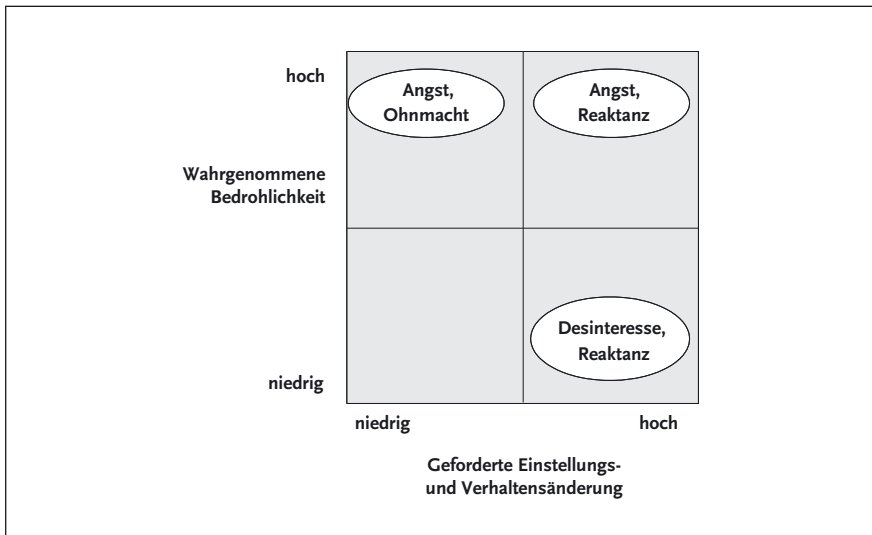 hoch
Angst,
Ohnmacht
Angst,
Reaktanz
Wahrgenommene
Bedrohlichkeit
Desinteresse,
Reaktanz
niedrig
niedrig
hoch
Geforderte Einstellungs-
und Verhaltensänderung